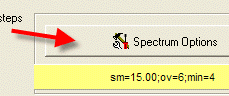 steps
Spectrum Options
sm=15.00;ov=6;min=4